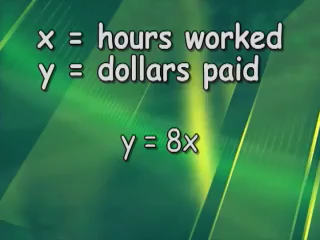 x = hours worked
y = dollars paid
y = 8x